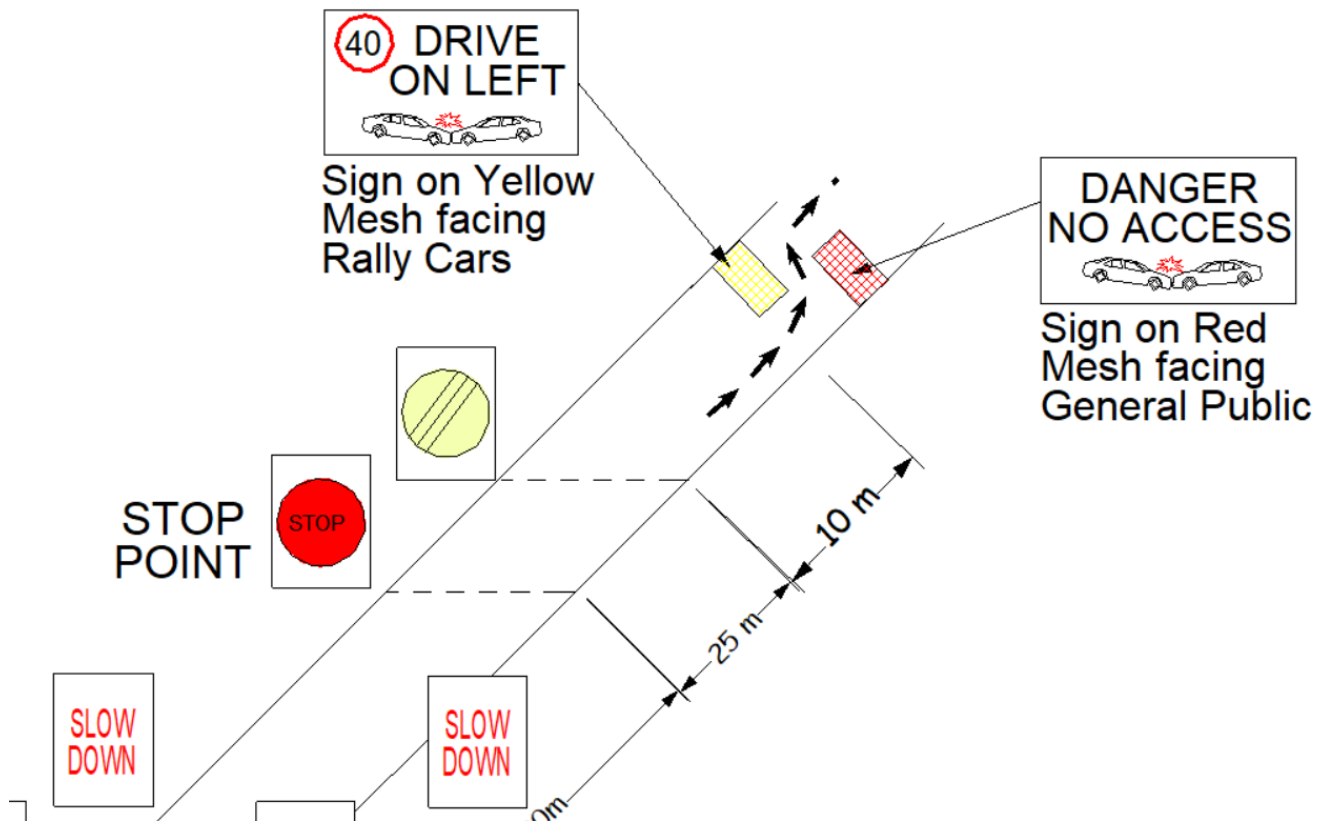 40 DRIVE
ON LEFT
Sign on Yellow
Mesh facing
Rally Cars
DANGER
NO ACCESS
Sign on Red
Mesh facing
General Public
STOP
POINT
STOP
10 m
25 m
SLOW
DOWN
SLOW
DOWN